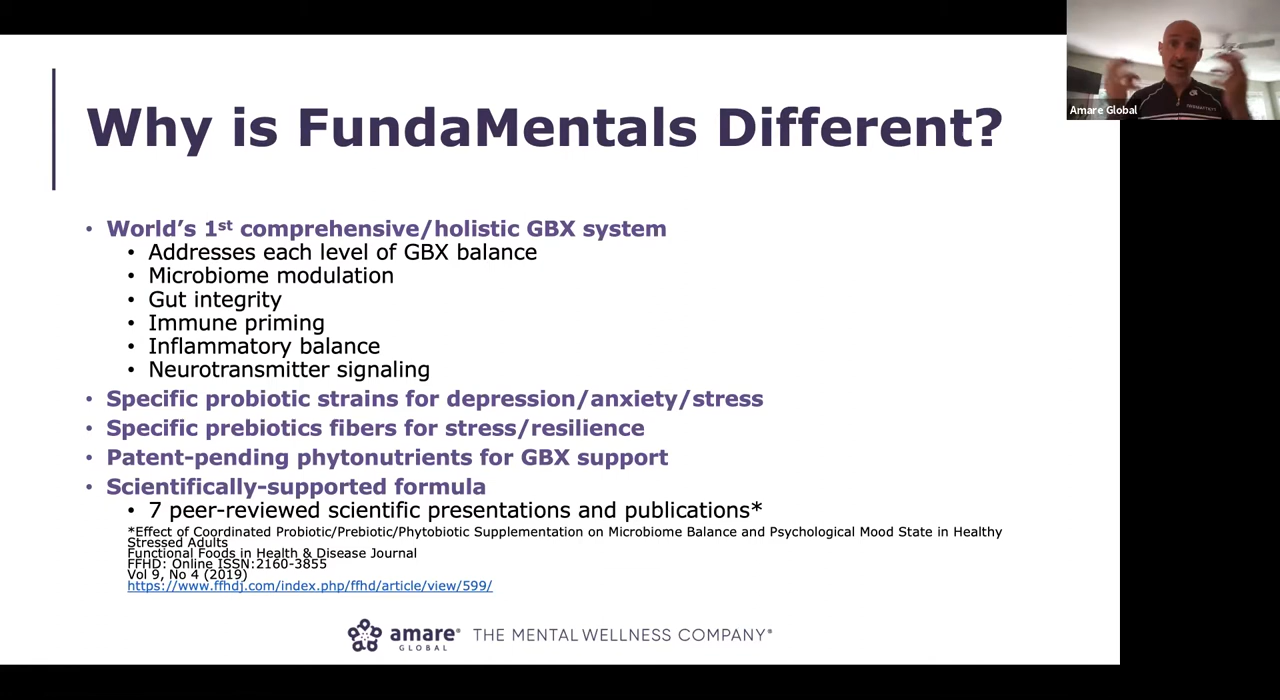 Amare Global
Why is FundaMentals Different?
• World’s 1st comprehensive/holistic GBX system
• Addresses each level of GBX balance
• Microbiome modulation
• Gut integrity
• Immune priming
• Inflammatory balance
• Neurotransmitter signaling
• Specific probiotic strains for depression/anxiety/stress
• Specific prebiotics fibers for stress/resilience
• Patent-pending phytonutrients for GBX support
• Scientifically-supported formula
• 7 peer-reviewed scientific presentations and publications*
*Effect of Coordinated Probiotic/Prebiotic/Phytobiotic Supplementation on Microbiome Balance and Psychological Mood State in Healthy
Stressed Adults
Functional Foods in Health & Disease Journal
FFHD: Online ISSN:2160-3855
Vol 9, No 4 (2019)
https://www.ffhdj.com/index.php/ffhd/article/view/599/
amare® THE MENTAL WELLNESS COMPANY®
GLOBAL